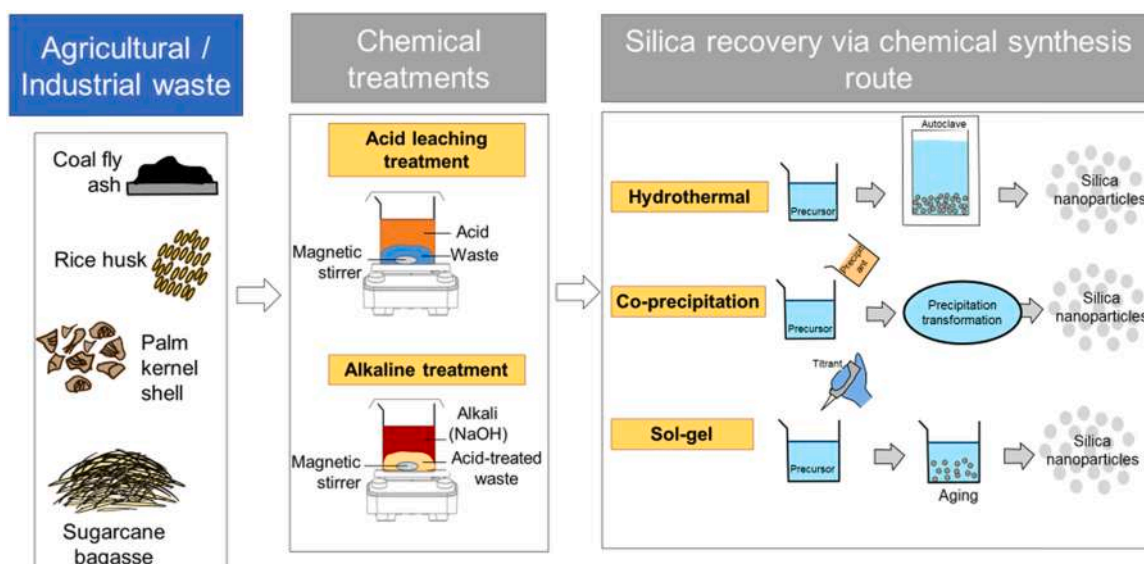 Agricultural /
Industrial waste
Coal fly
ash
Rice husk
Palm
kernel
shell
Sugarcane
bagasse
Chemical
treatments
Acid leaching
treatment
Acid
Magnetic
stirrer
Waste
Alkaline treatment
Alkali
(NaOH)
Magnetic
stirrer
Acid-treated
waste
Silica recovery via chemical synthesis
route
Hydrothermal
Precursor
Autoclave
Silica
nanoparticles
Co-precipitation
Precursor
Precipit
ant
Precipitation
transformation
Silica
nanoparticles
Sol-gel
Titrant
Precursor
Aging
Silica
nanoparticles